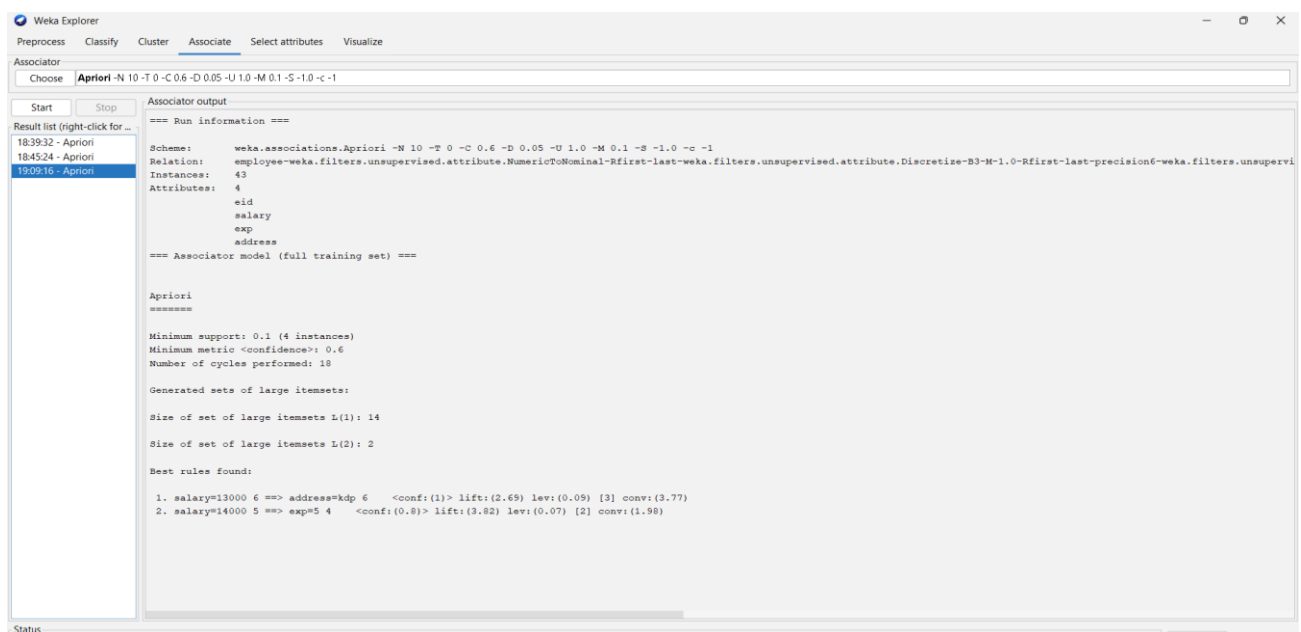 Weka Explorer
Preprocess Classify Cluster Associate Select attributes Visualize
Associator
Choose Apriori -N 10 -T 0 -C 0.6 -D 0.05 -U 1.0 -M 0.1 -S -1.0 -c -1
Start Stop
Result list (right-click for ...
18:39:32 - Apriori
18:45:24 - Apriori
19:09:16 - Apriori
Associator output
=== Run information ===
Scheme: weka.associations.Apriori -N 10 -T 0 -C 0.6 -D 0.05 -U 1.0 -M 0.1 -S -1.0 -c -1
Relation: employee-weka.filters.unsupervised.attribute.NumericToNominal-Rfirst-last-weka.filters.unsupervised.attribute.Discretize-B3-M-1.0-Rfirst-last-precision6-weka.filters.unsupervi
Instances: 43
Attributes: 4
eid
salary
exp
address
=== Associator model (full training set) ===
Apriori
=======
Minimum support: 0.1 (4 instances)
Minimum metric <confidence>: 0.6
Number of cycles performed: 18
Generated sets of large itemsets:
Size of set of large itemsets L(1): 14
Size of set of large itemsets L(2): 2
Best rules found:
1. salary=13000 6 ==> address=kdp 6 <conf:(1)> lift:(2.69) lev:(0.09) [3] conv:(3.77)
2. salary=14000 5 ==> exp=5 4 <conf:(0.8)> lift:(3.82) lev:(0.07) [2] conv:(1.98)
Status